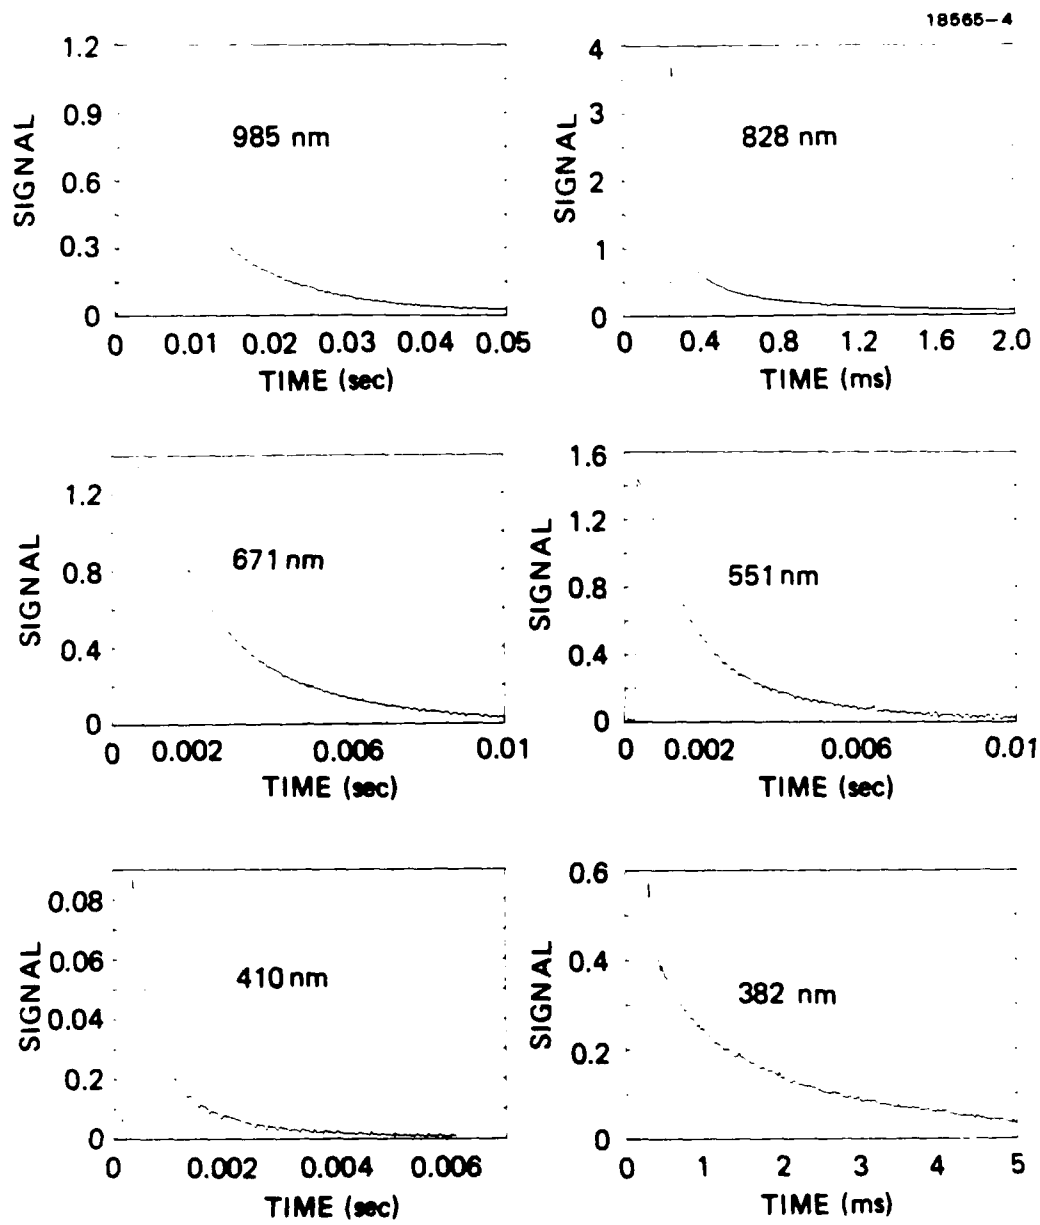 18565-4
1.2
0.9
0.6
0.3
0
SIGNAL
985 nm
0 0.01 0.02 0.03 0.04 0.05
TIME (sec)
4
3
2
1
0
SIGNAL
828 nm
0 0.4 0.8 1.2 1.6 2.0
TIME (ms)
1.2
0.8
0.4
0
SIGNAL
671 nm
0 0.002 0.006 0.01
TIME (sec)
1.6
1.2
0.8
0.4
0
SIGNAL
551 nm
0 0.002 0.006 0.01
TIME (sec)
0.08
0.06
0.04
0.2
0
SIGNAL
410 nm
0 0.002 0.004 0.006
TIME (sec)
0.6
0.4
0.2
0
SIGNAL
382 nm
0 1 2 3 4 5
TIME (ms)